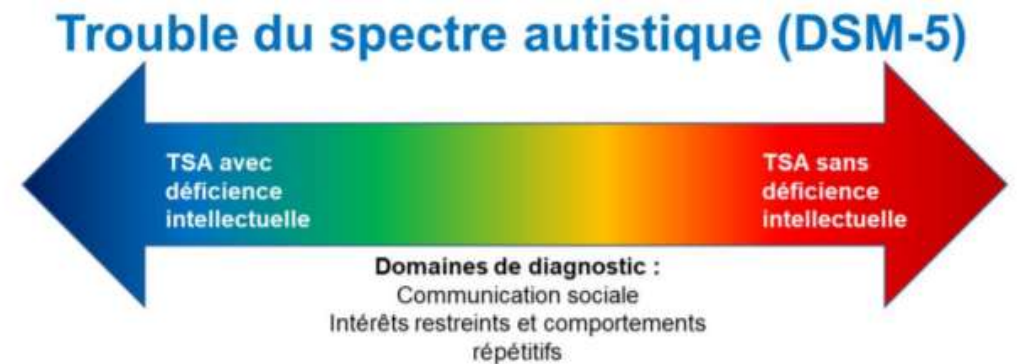 Trouble du spectre autistique (DSM-5)
TSA avec
déficience
intellectuelle
TSA sans
déficience
intellectuelle
Domaines de diagnostic :
Communication sociale
Intérêts restreints et comportements
répétitifs